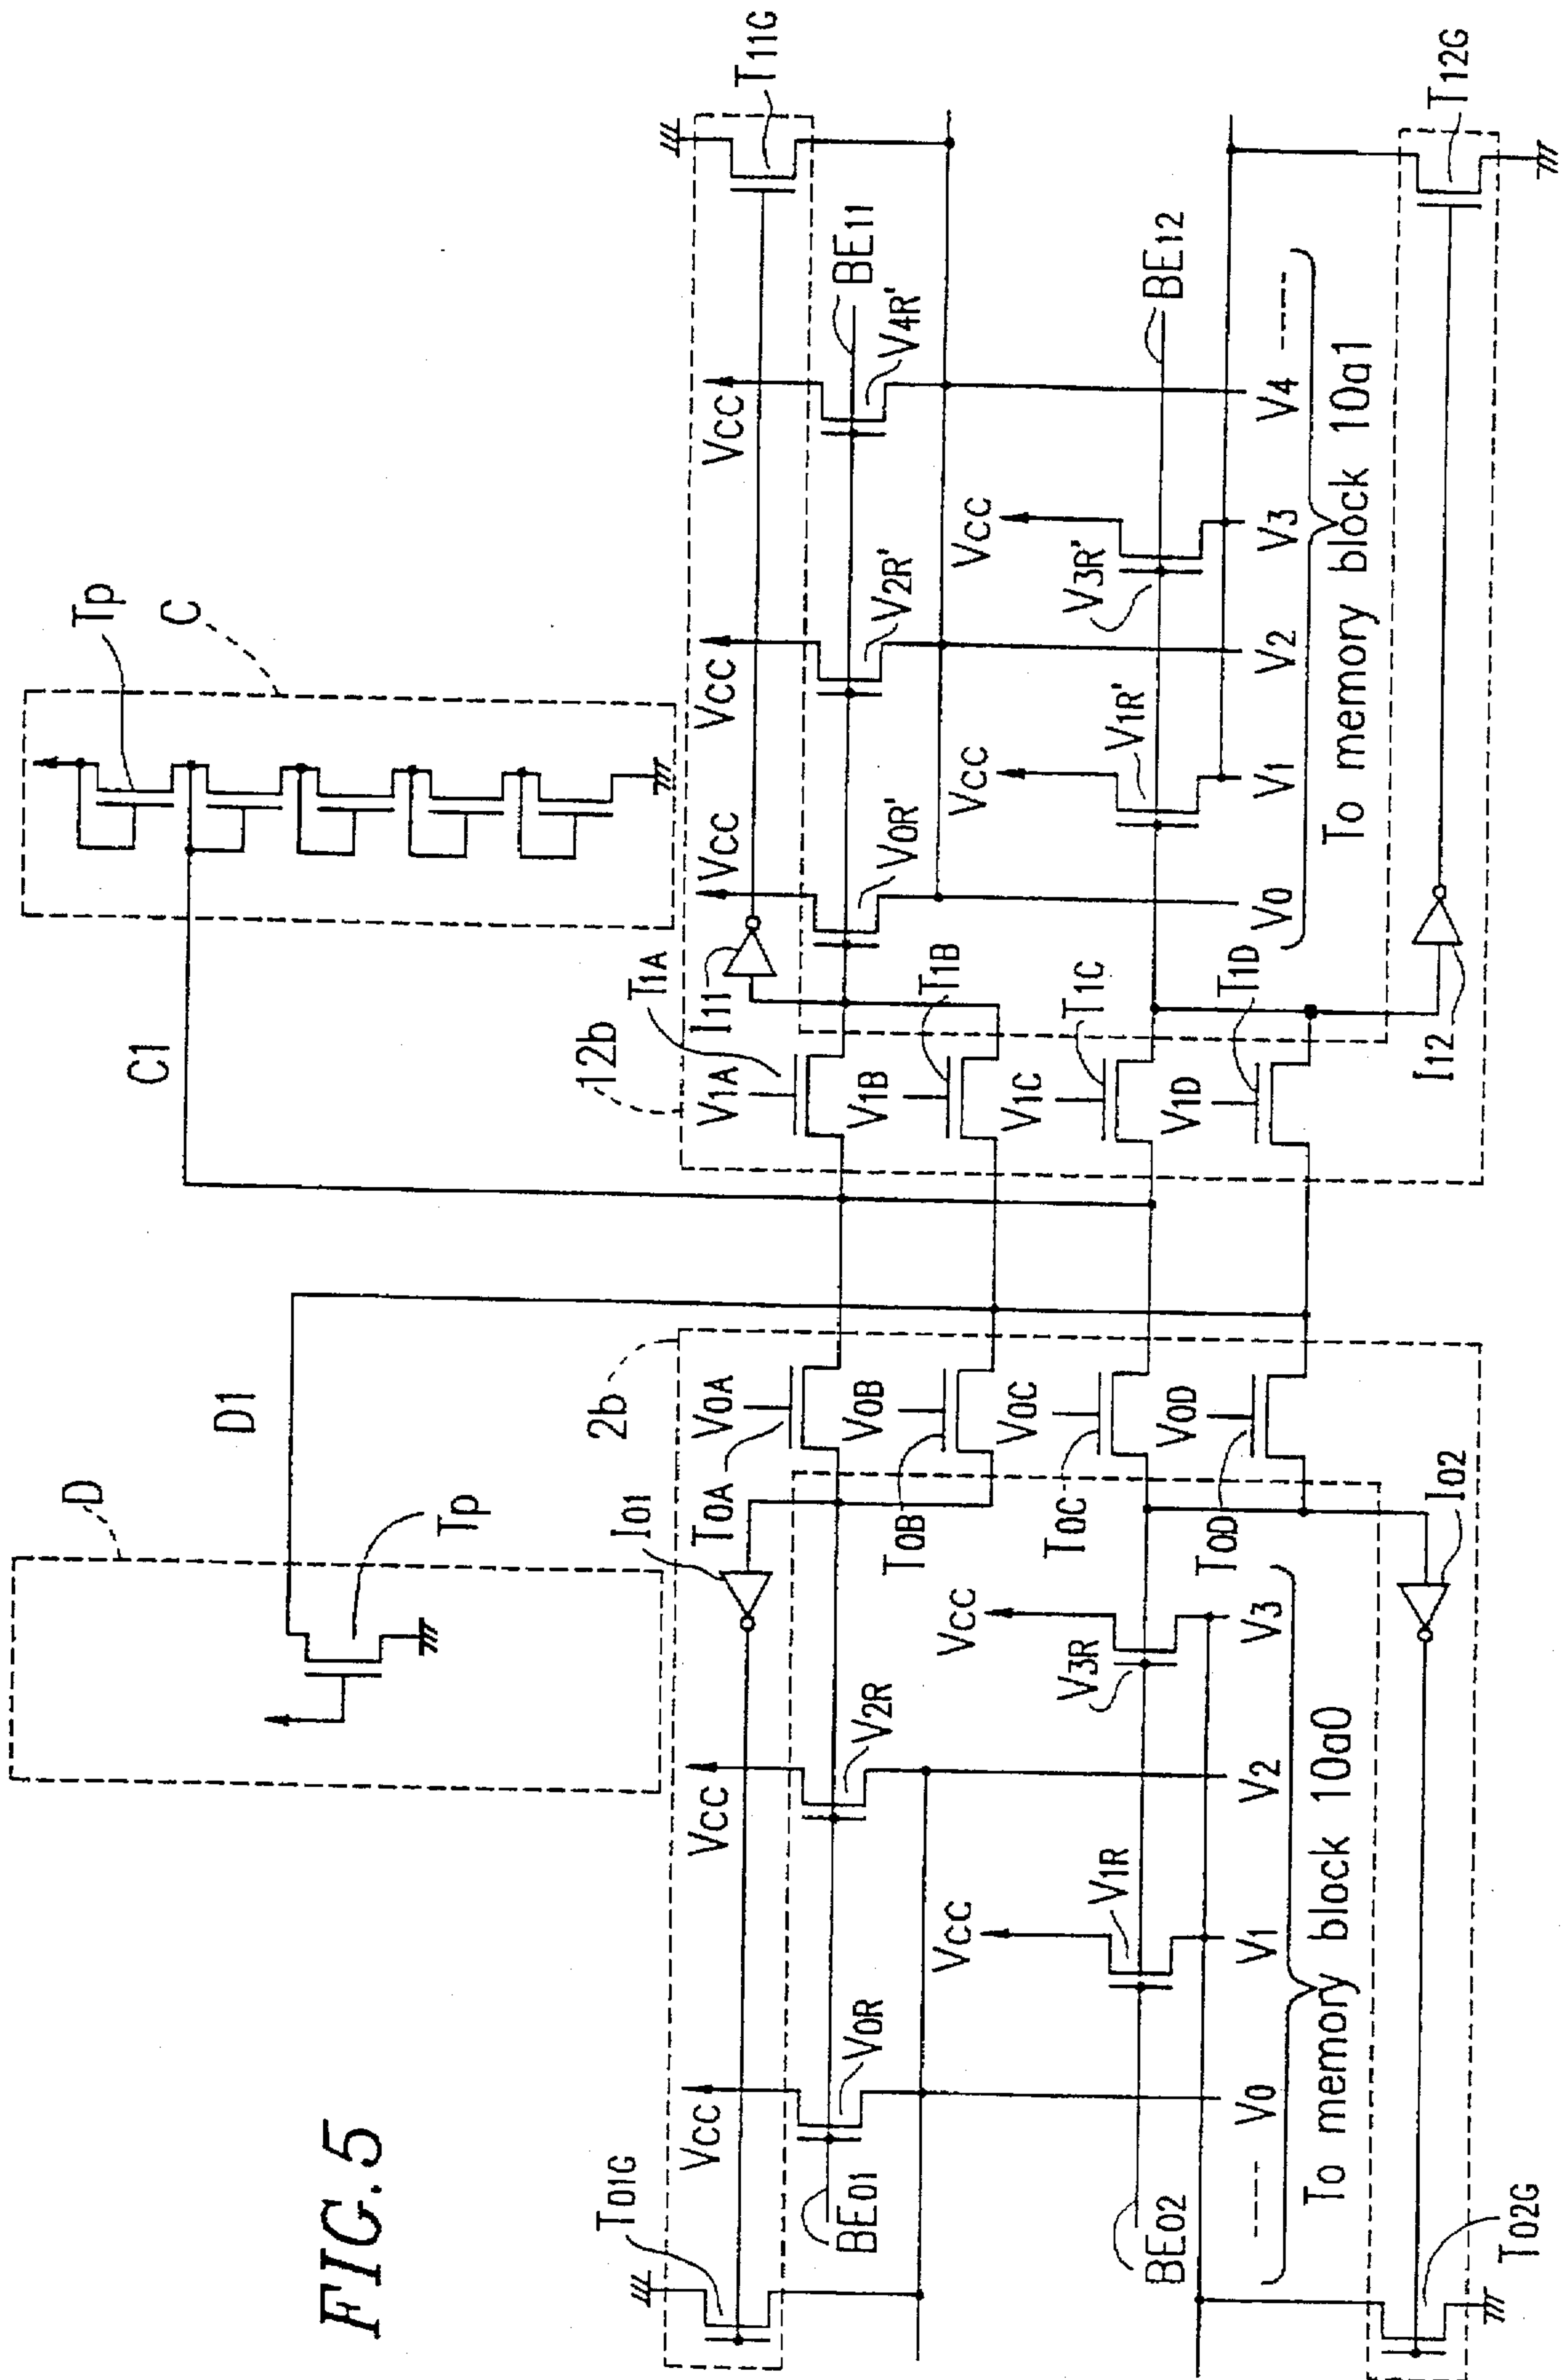 FIG. 5
D
Tp
D1
C1
Tp
C
T01G
I01
2b
12b
T11G
VCC
VCC
T0A
V0A
V1A
T1A
I11
VCC
VCC
VCC
BE01
V0R
V2R
T0B
V0B
V1B
T1B
V0R'
V2R'
V4R'
BE11
VCC
VCC
T0C
V0C
V1C
T1C
VCC
VCC
BE02
V1R
V3R
T0D
V0D
V1D
T1D
V1R'
V3R'
BE12
V0 V1 V2 V3
V0 V1 V2 V3 V4
To memory block 10a0
To memory block 10a1
T02G
I02
I12
T12G